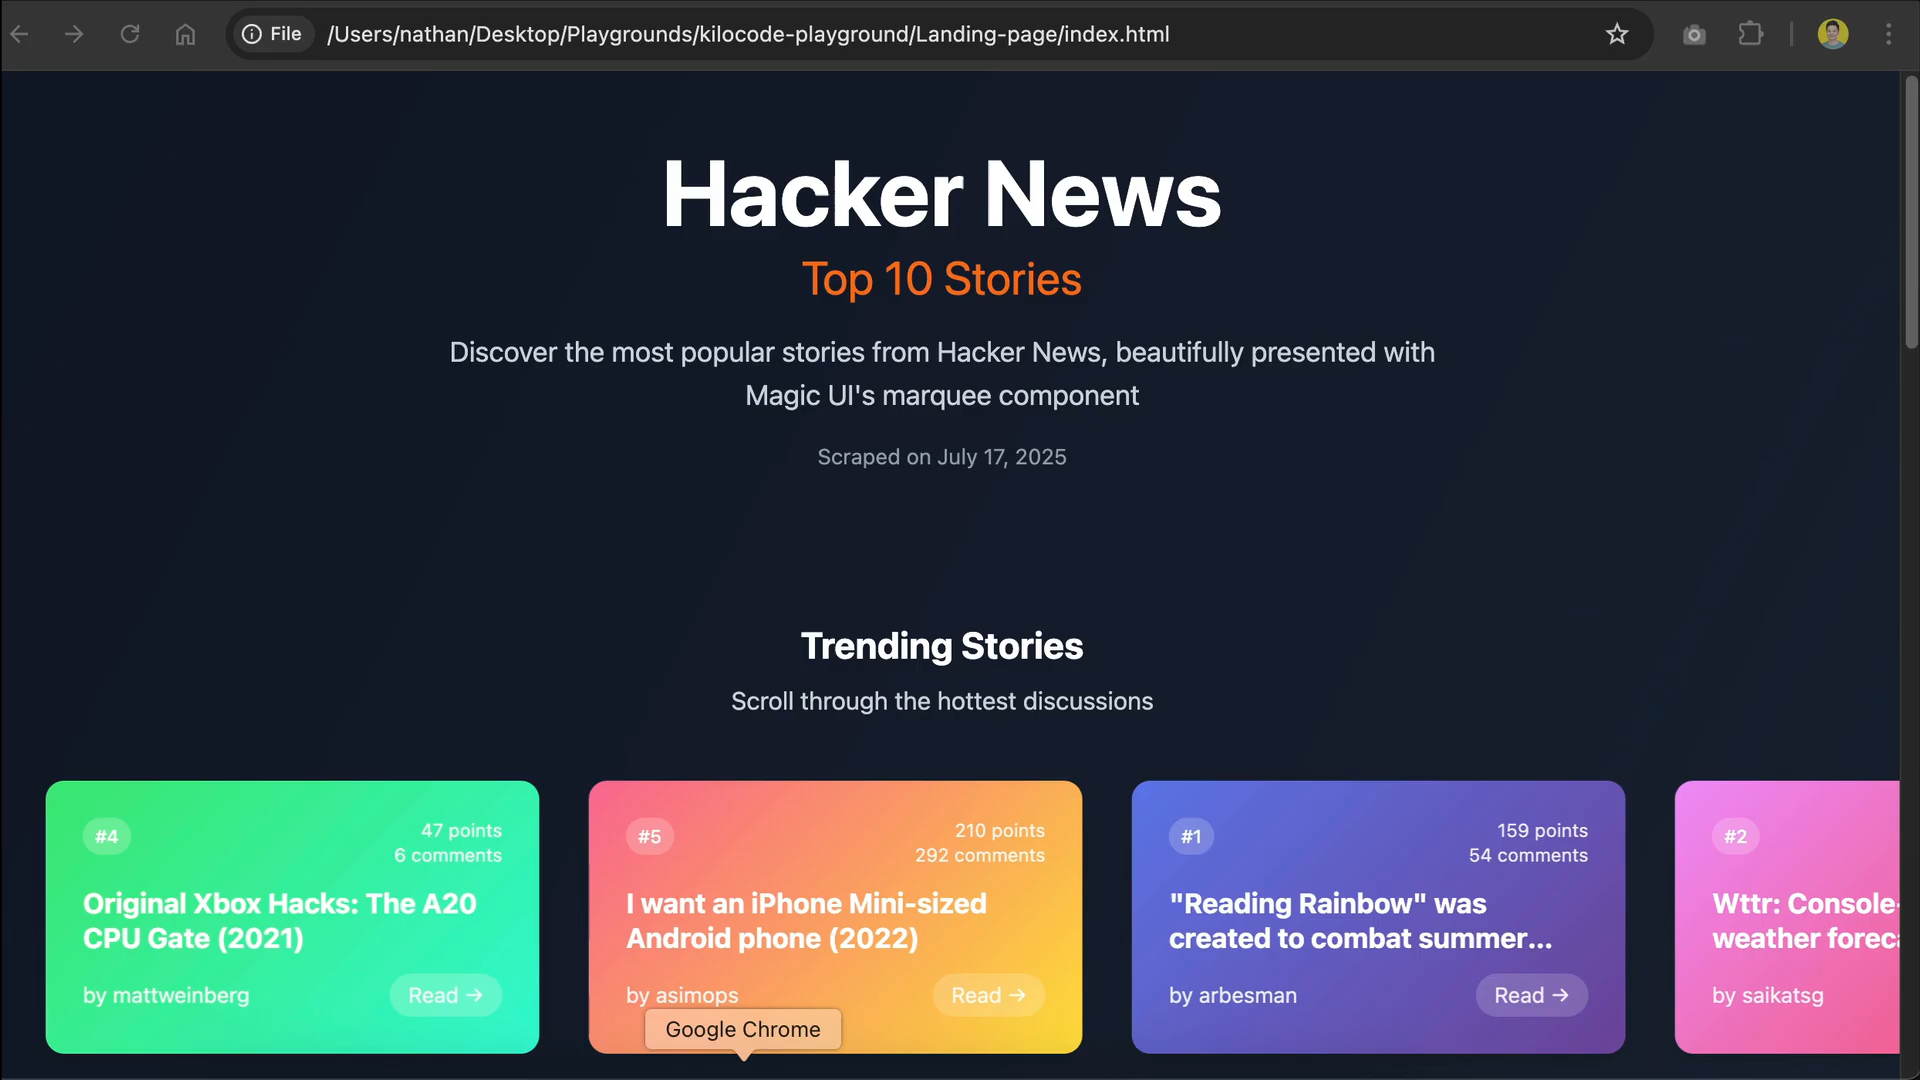 File
/Users/nathan/Desktop/Playgrounds/kilocode-playground/Landing-page/index.html
Hacker News
Top 10 Stories
Discover the most popular stories from Hacker News, beautifully presented with
Magic UI's marquee component
Scraped on July 17, 2025
Trending Stories
Scroll through the hottest discussions
#4
47 points
6 comments
Original Xbox Hacks: The A20
CPU Gate (2021)
by mattweinberg
Read →
#5
210 points
292 comments
I want an iPhone Mini-sized
Android phone (2022)
by asimops
Read →
Google Chrome
#1
159 points
54 comments
"Reading Rainbow" was
created to combat summer...
by arbesman
Read →
#2
Wttr: Console-
weather foreca
by saikatsg